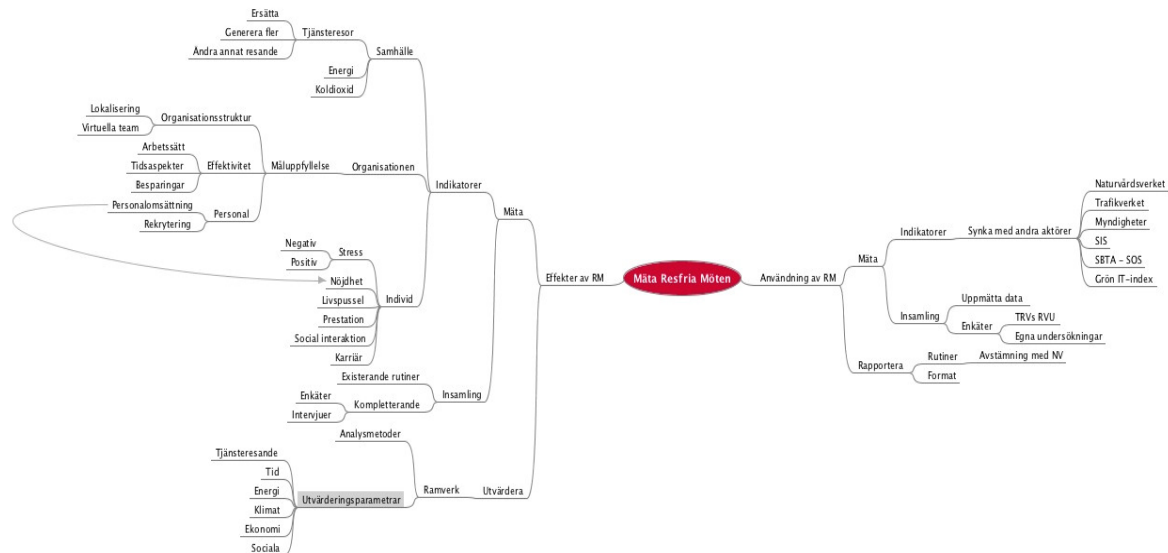 Ersätta
Generera fler
Ändra annat resande
Tjänsteresor
Energi
Koldioxid
Samhälle
Lokalisering
Virtuella team
Organisationsstruktur
Arbetssätt
Tidsaspekter
Besparingar
Effektivitet
Personalomsättning
Rekrytering
Personal
Måluppfyllelse
Organisationen
Negativ
Positiv
Stress
Nöjdhet
Livspussel
Prestation
Social interaktion
Karriär
Individ
Indikatorer
Existerande rutiner
Enkäter
Intervjuer
Kompletterande
Insamling
Mäta
Analysmetoder
Tjänsteresande
Tid
Energi
Klimat
Ekonomi
Sociala
Utvärderingsparametrar
Ramverk
Utvärdera
Effekter av RM
Mäta Resfria Möten
Användning av RM
Mäta
Indikatorer
Synka med andra aktörer
Naturvårdsverket
Trafikverket
Myndigheter
SIS
SBTA - SOS
Grön IT-index
Insamling
Uppmätta data
Enkäter
TRVs RVU
Egna undersökningar
Rapportera
Rutiner
Avstämning med NV
Format